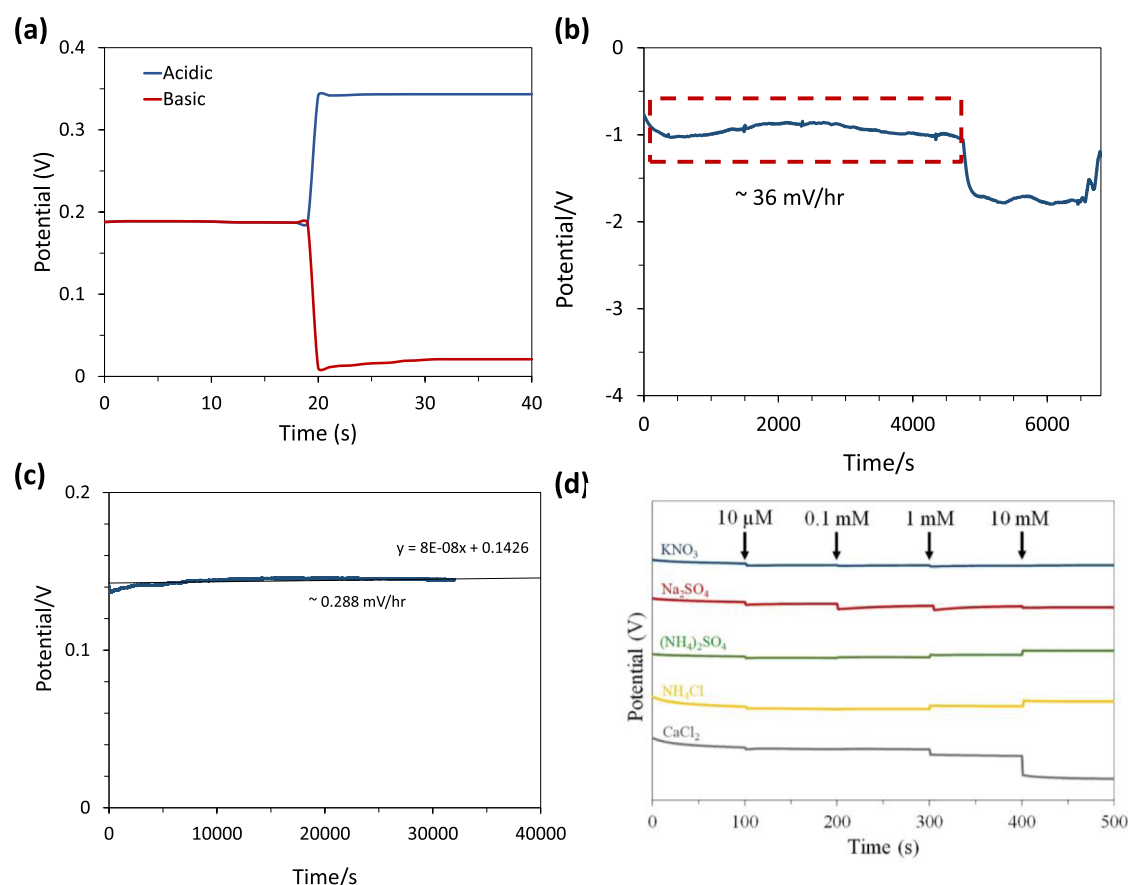 (a)
0.4
0.3
0.2
0.1
0
Potential (V)
Acidic
Basic
0 10 20 30 40
Time (s)
(b)
0
-1
-2
-3
-4
Potential/V
~ 36 mV/hr
0 2000 4000 6000
Time/s
(c)
0.2
0.1
0
Potential/V
y = 8E-08x + 0.1426
~ 0.288 mV/hr
0 10000 20000 30000 40000
Time/s
(d)
10 µM 0.1 mM 1 mM 10 mM
KNO₃
Na₂SO₄
(NH₄)₂SO₄
NH₄Cl
CaCl₂
Potential (V)
0 100 200 300 400 500
Time (s)